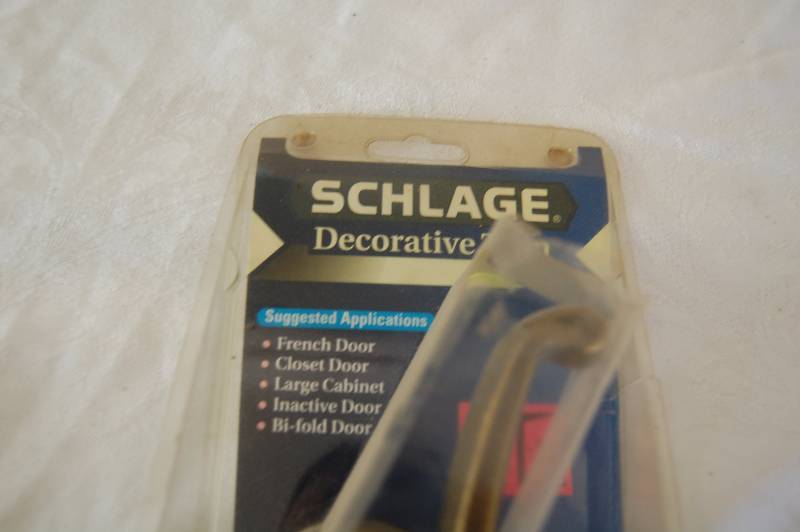 SCHLAGE®
Decorative
Suggested Applications
• French Door
• Closet Door
• Large Cabinet
• Inactive Door
• Bi-fold Door